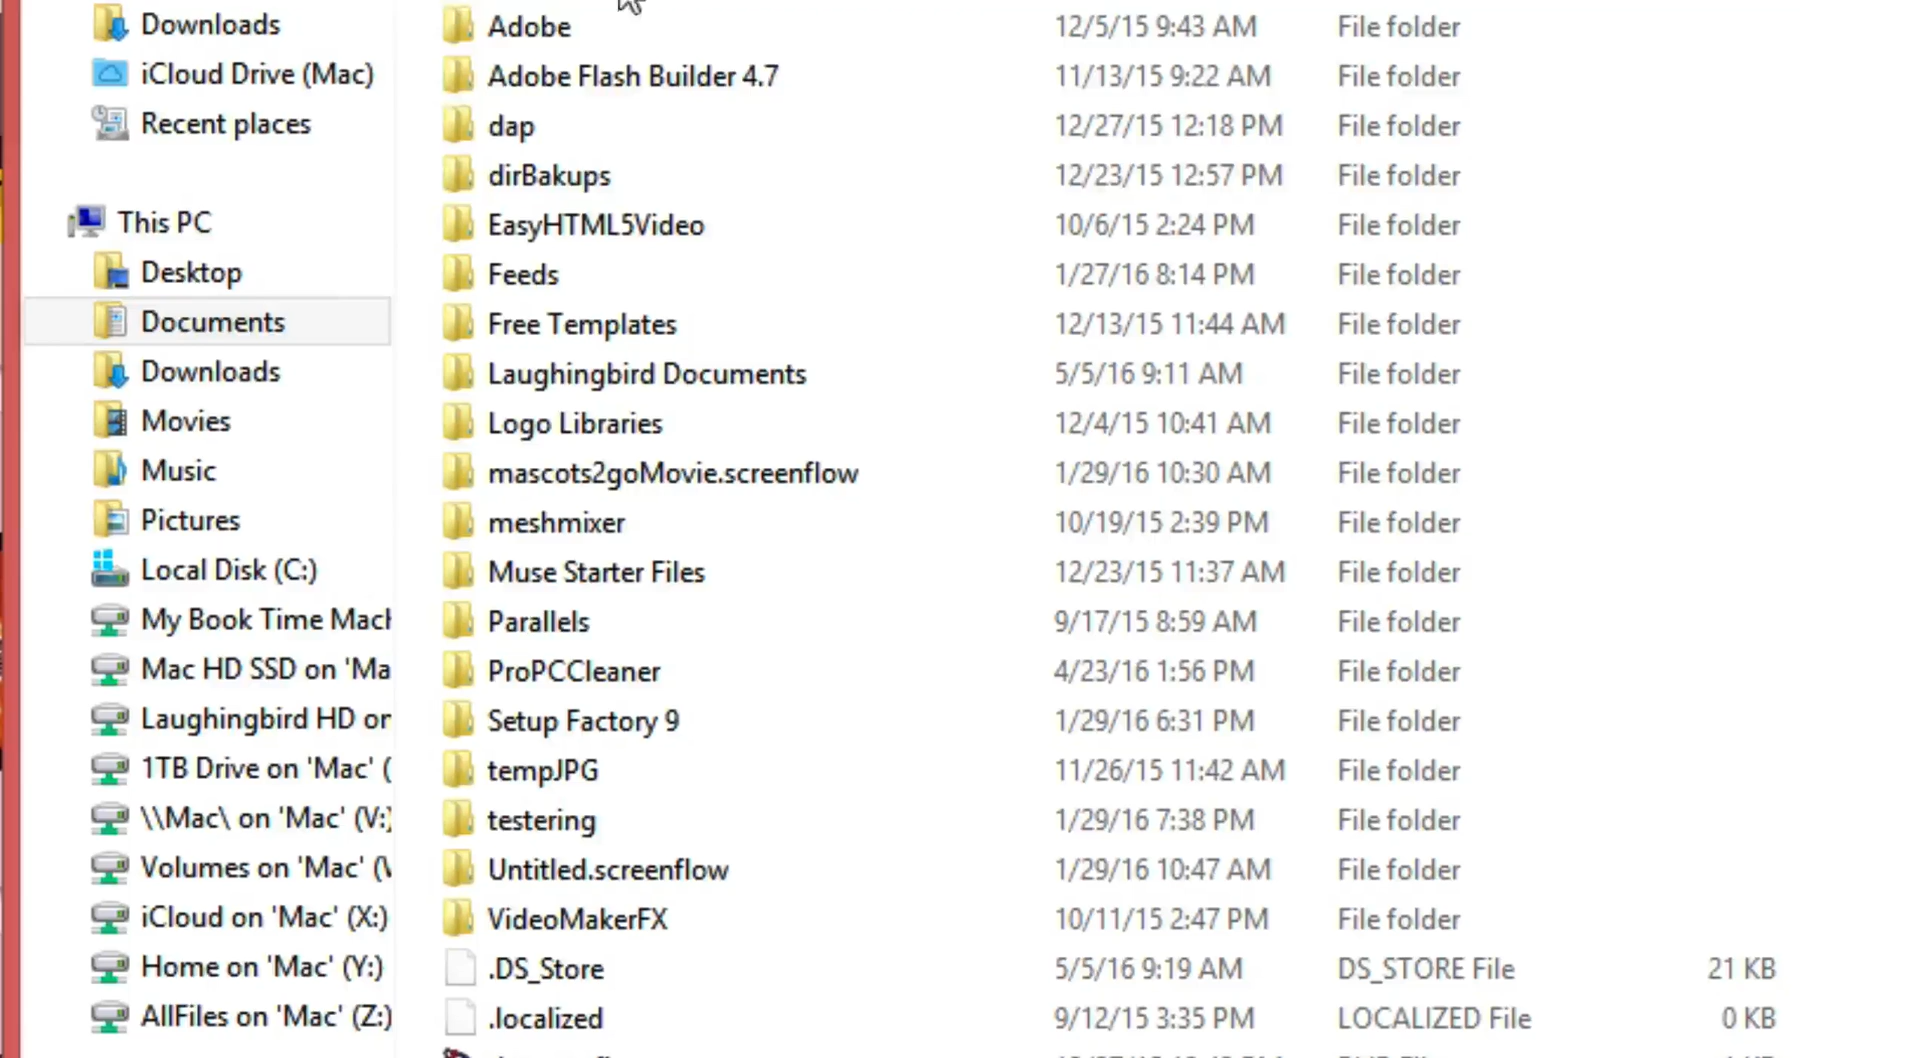 Downloads
iCloud Drive (Mac)
Recent places
This PC
Desktop
Documents
Downloads
Movies
Music
Pictures
Local Disk (C:)
My Book Time Mach
Mac HD SSD on 'Ma
Laughingbird HD on
1TB Drive on 'Mac' (
\\Mac\ on 'Mac' (V:)
Volumes on 'Mac' (
iCloud on 'Mac' (X:)
Home on 'Mac' (Y:)
AllFiles on 'Mac' (Z:)
Adobe 12/5/15 9:43 AM File folder
Adobe Flash Builder 4.7 11/13/15 9:22 AM File folder
dap 12/27/15 12:18 PM File folder
dirBakups 12/23/15 12:57 PM File folder
EasyHTML5Video 10/6/15 2:24 PM File folder
Feeds 1/27/16 8:14 PM File folder
Free Templates 12/13/15 11:44 AM File folder
Laughingbird Documents 5/5/16 9:11 AM File folder
Logo Libraries 12/4/15 10:41 AM File folder
mascots2goMovie.screenflow 1/29/16 10:30 AM File folder
meshmixer 10/19/15 2:39 PM File folder
Muse Starter Files 12/23/15 11:37 AM File folder
Parallels 9/17/15 8:59 AM File folder
ProPCCleaner 4/23/16 1:56 PM File folder
Setup Factory 9 1/29/16 6:31 PM File folder
tempJPG 11/26/15 11:42 AM File folder
testering 1/29/16 7:38 PM File folder
Untitled.screenflow 1/29/16 10:47 AM File folder
VideoMakerFX 10/11/15 2:47 PM File folder
.DS_Store 5/5/16 9:19 AM DS_STORE File 21 KB
.localized 9/12/15 3:35 PM LOCALIZED File 0 KB